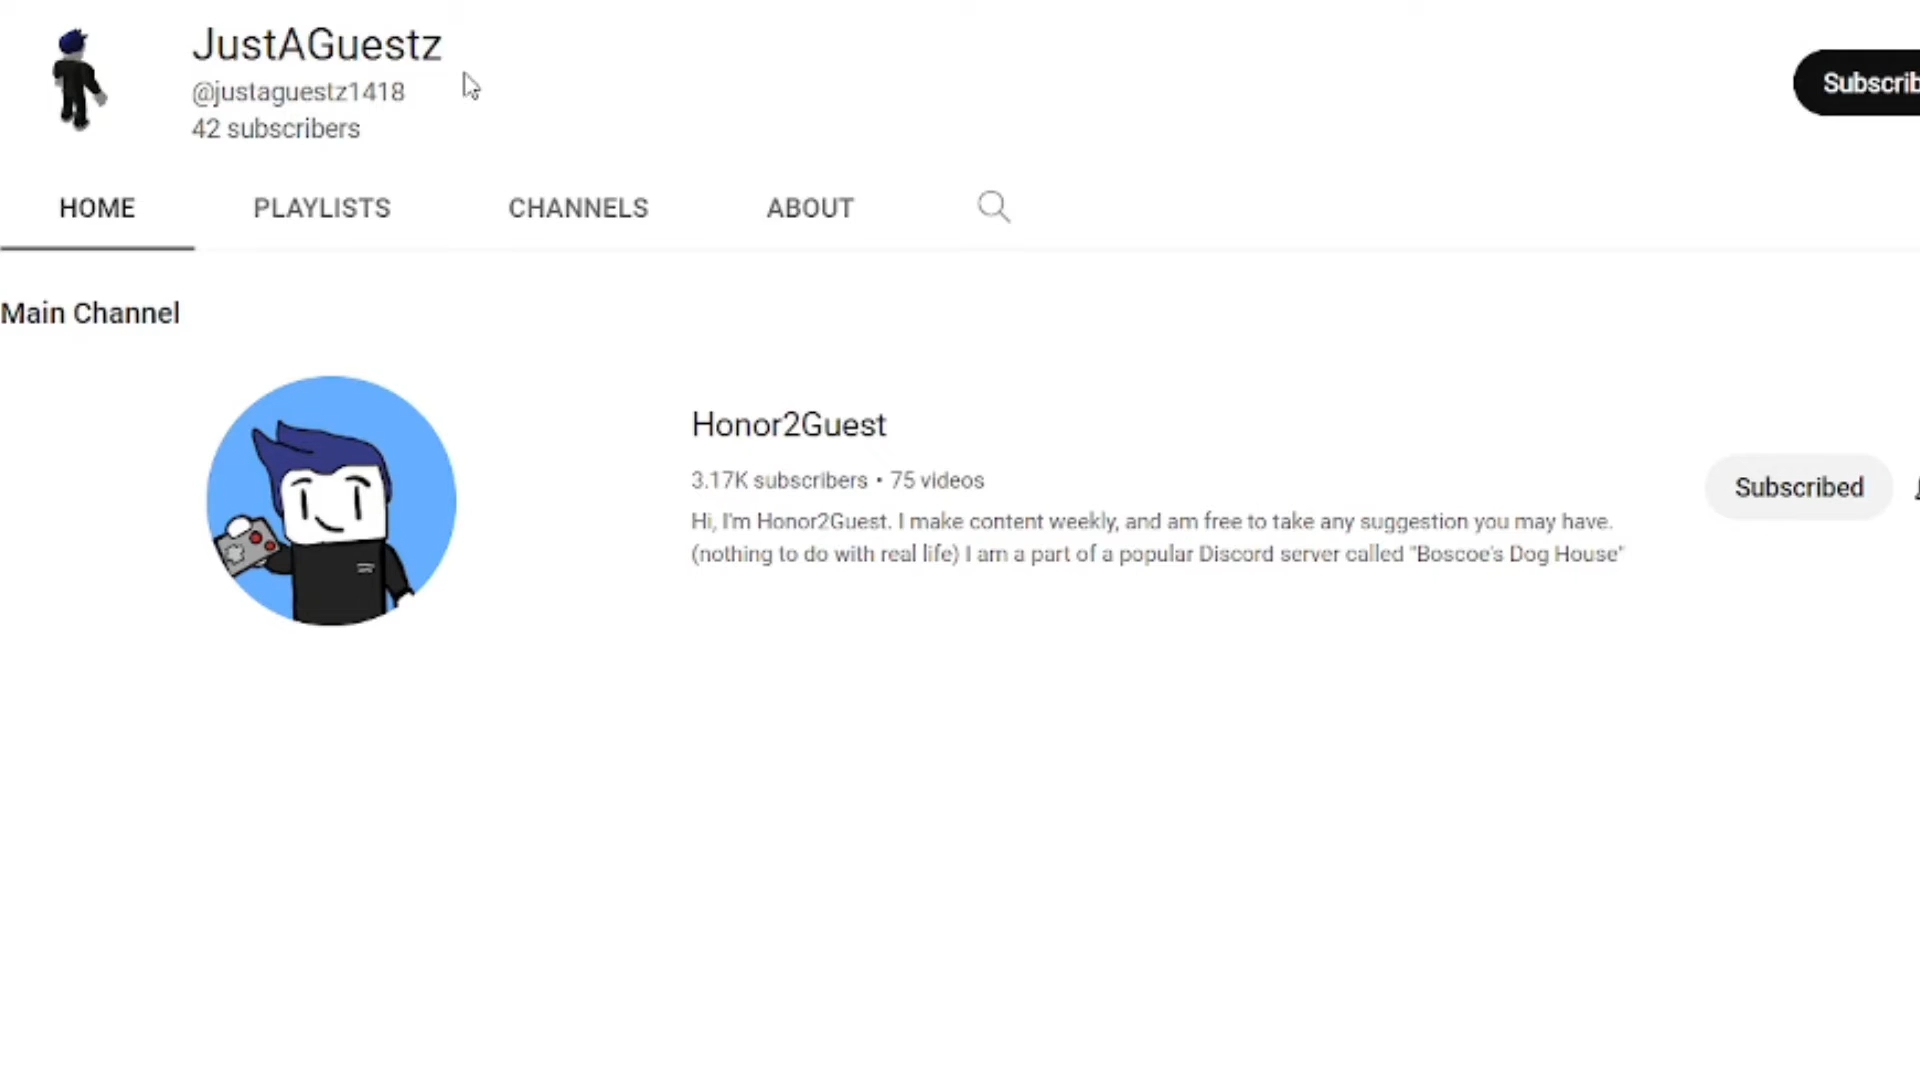 JustAGuestz
@justaguestz1418
42 subscribers
Subscrib
HOME PLAYLISTS CHANNELS ABOUT
Main Channel
Honor2Guest
3.17K subscribers • 75 videos
Subscribed
Hi, I'm Honor2Guest. I make content weekly, and am free to take any suggestion you may have.
(nothing to do with real life) I am a part of a popular Discord server called "Boscoe's Dog House"